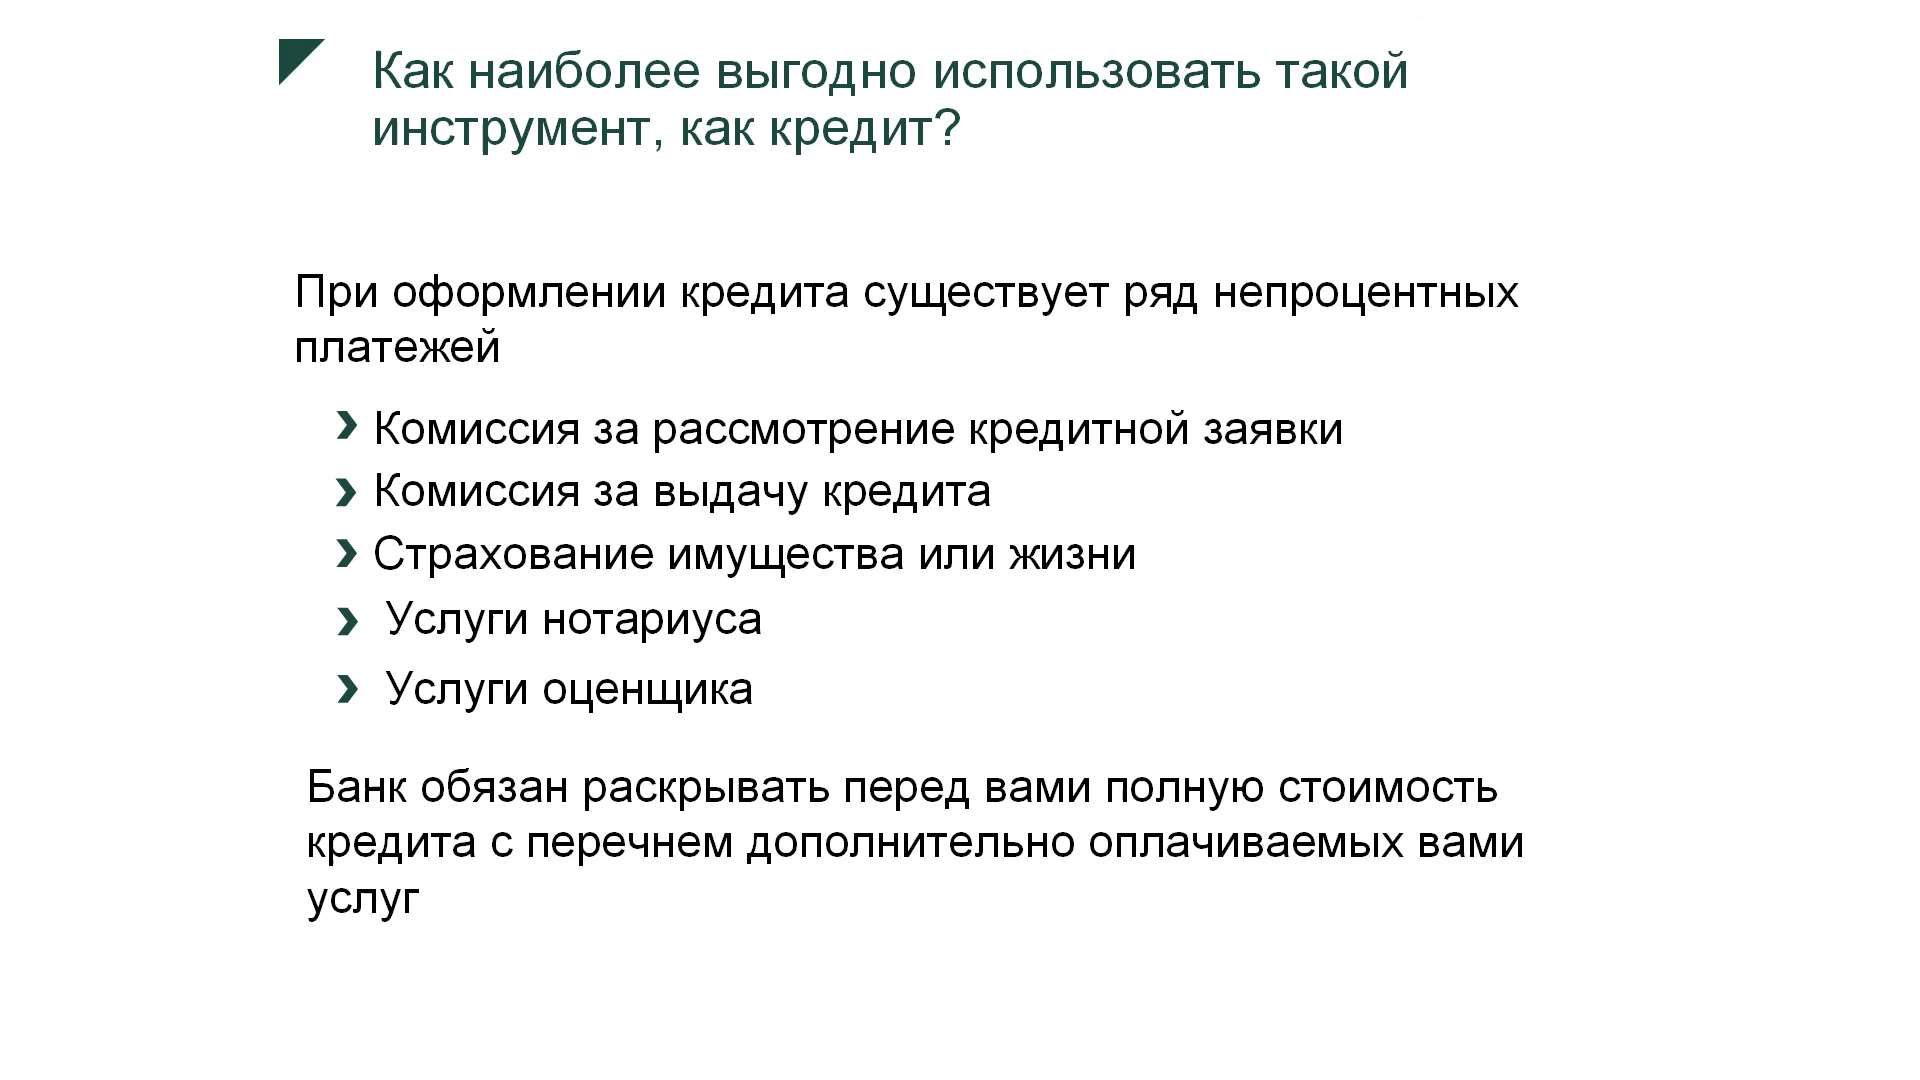 Как наиболее выгодно использовать такой
инструмент, как кредит?
При оформлении кредита существует ряд непроцентных
платежей
Комиссия за рассмотрение кредитной заявки
Комиссия за выдачу кредита
Страхование имущества или жизни
Услуги нотариуса
Услуги оценщика
Банк обязан раскрывать перед вами полную стоимость
кредита с перечнем дополнительно оплачиваемых вами
услуг